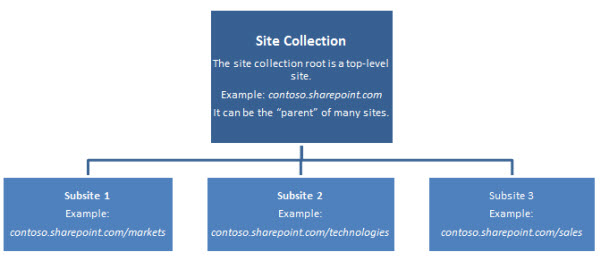 Site Collection
The site collection root is a top-level
site.
Example: contoso.sharepoint.com
It can be the “parent” of many sites.
Subsite 1
Example:
contoso.sharepoint.com/markets
Subsite 2
Example:
contoso.sharepoint.com/technologies
Subsite 3
Example:
contoso.sharepoint.com/sales